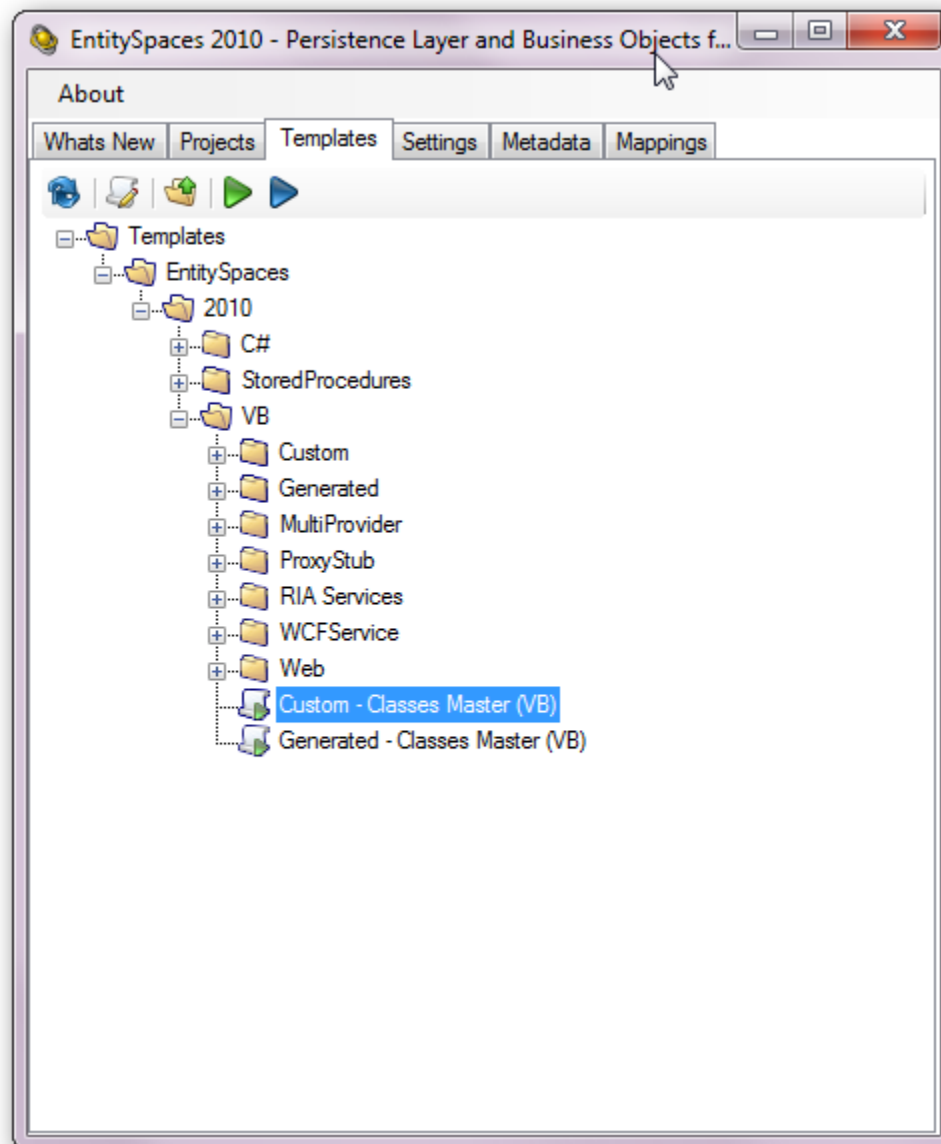 EntitySpaces 2010 - Persistence Layer and Business Objects f...
About
Whats New Projects Templates Settings Metadata Mappings
Templates
EntitySpaces
2010
C#
StoredProcedures
VB
Custom
Generated
MultiProvider
ProxyStub
RIA Services
WCFService
Web
Custom - Classes Master (VB)
Generated - Classes Master (VB)